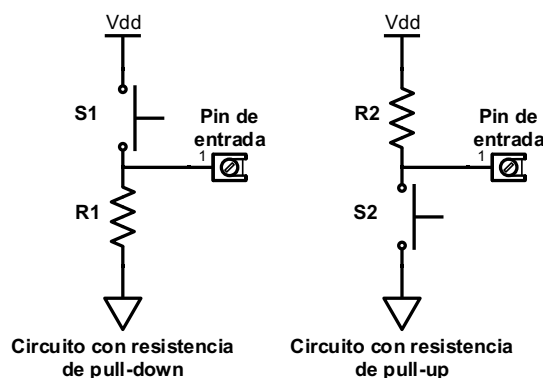 Vdd
S1
Pin de
entrada
1
R1
Circuito con resistencia
de pull-down
Vdd
R2
Pin de
entrada
1
S2
Circuito con resistencia
de pull-up